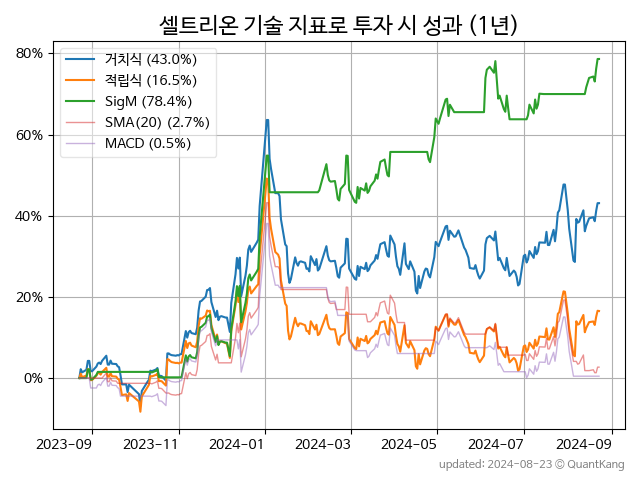 셀트리온 기술 지표로 투자 시 성과 (1년)
80%
60%
40%
20%
0%
거치식 (43.0%)
적립식 (16.5%)
SigM (78.4%)
SMA(20) (2.7%)
MACD (0.5%)
2023-09 2023-11 2024-01 2024-03 2024-05 2024-07 2024-09
updated: 2024-08-23 © QuantKang